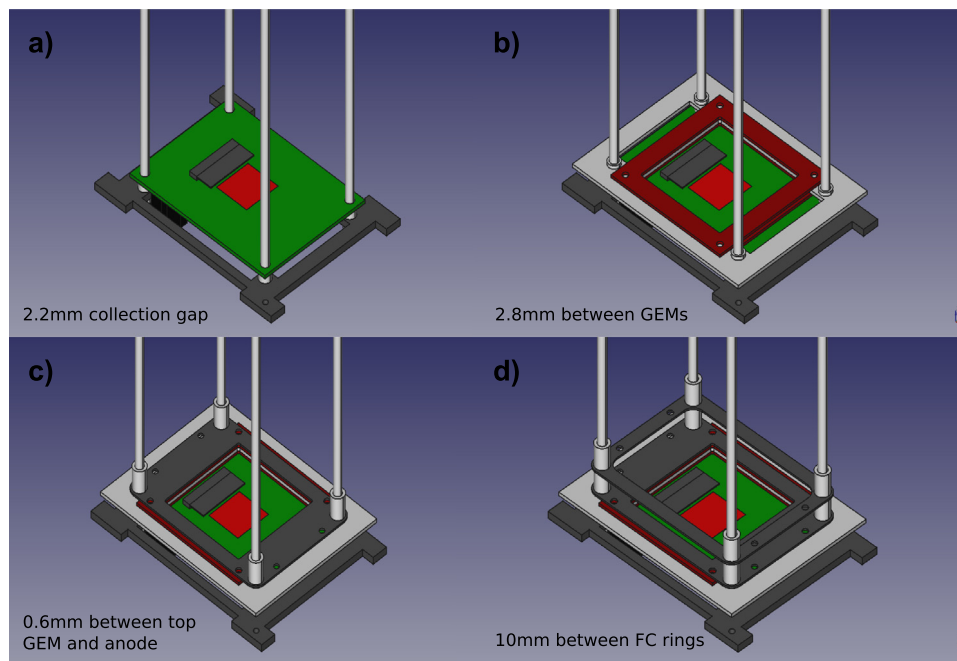 a)
b)
2.2mm collection gap
2.8mm between GEMs
c)
d)
0.6mm between top
GEM and anode
10mm between FC rings